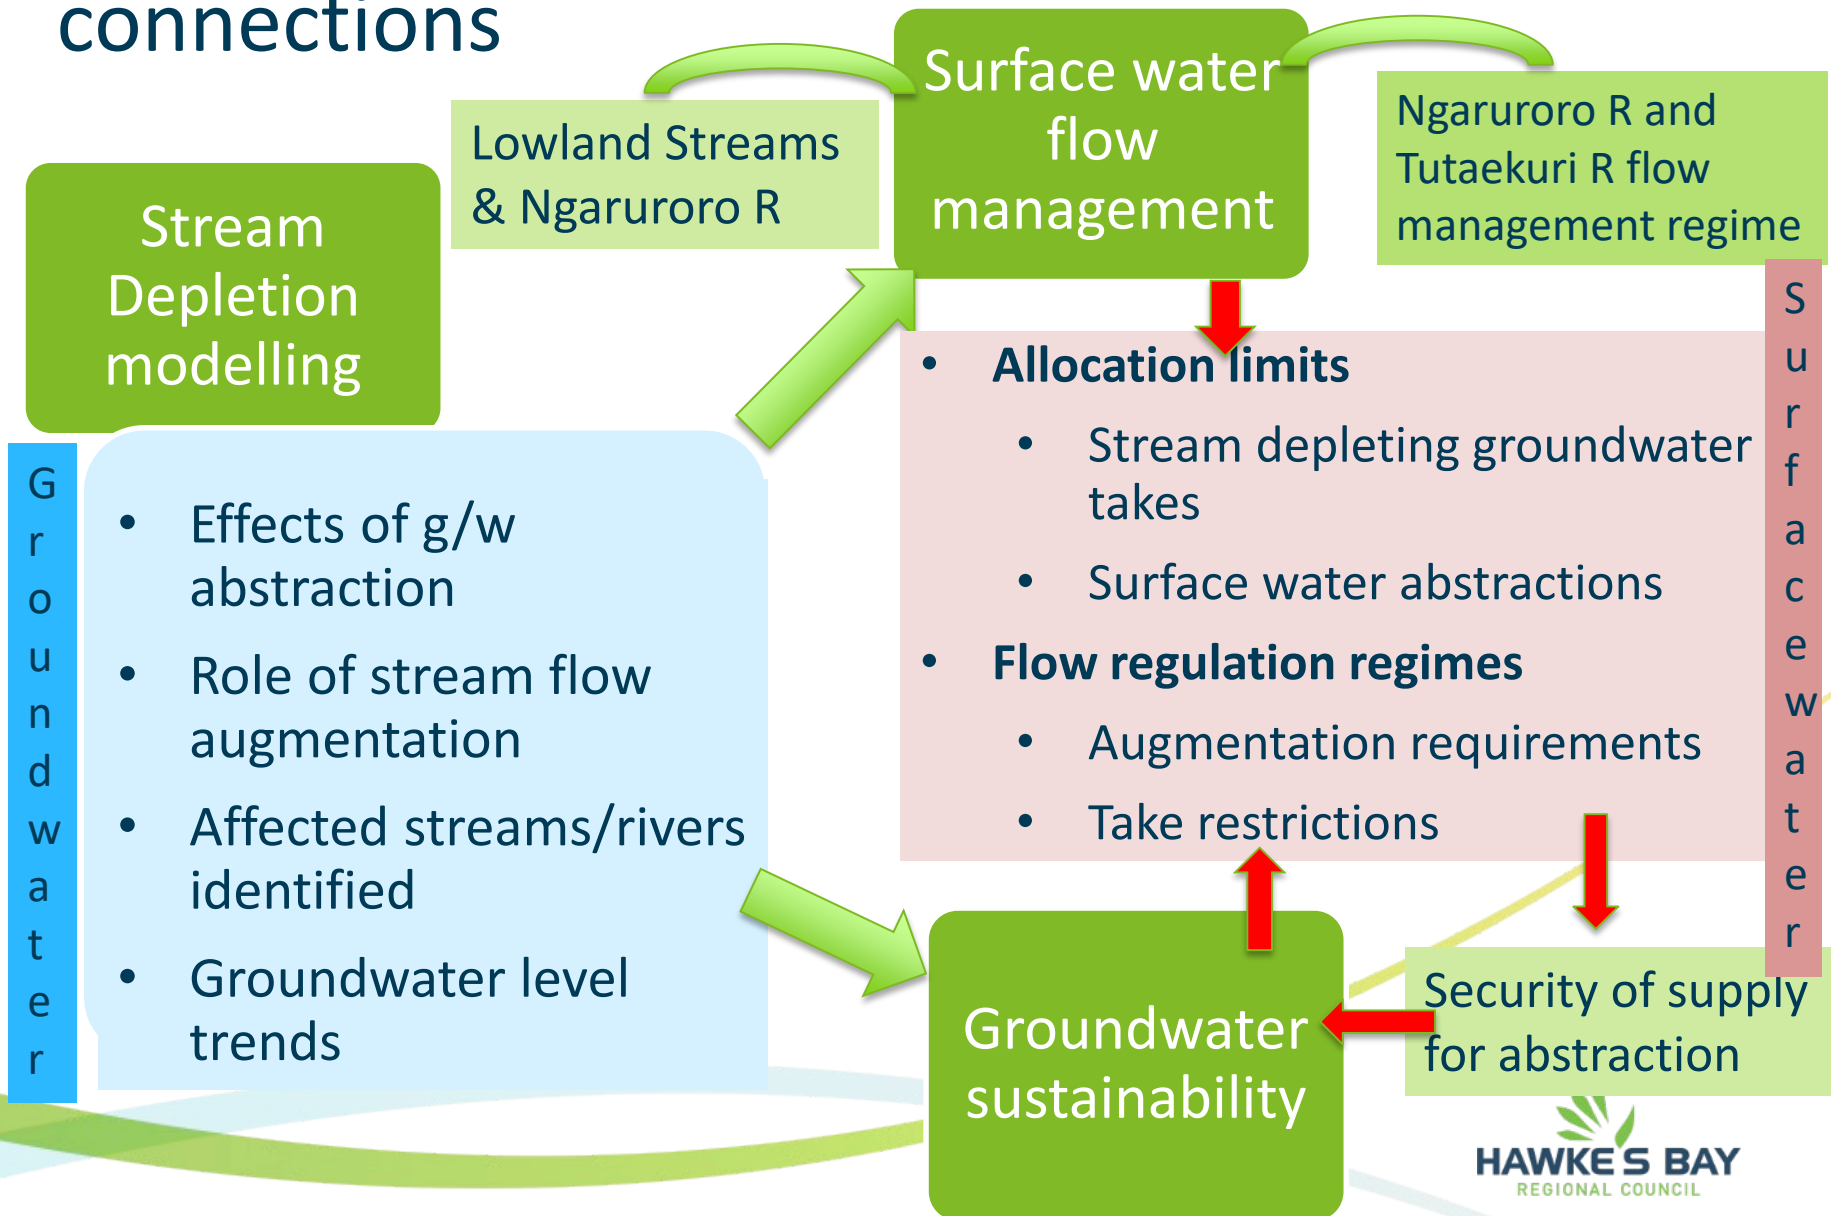 connections
Surface water
flow
management
Lowland Streams
& Ngaruroro R
Ngaruroro R and
Tutaekuri R flow
management regime
Stream
Depletion
modelling
Groundwater
• Effects of g/w
abstraction
• Role of stream flow
augmentation
• Affected streams/rivers
identified
• Groundwater level
trends
• Allocation limits
• Stream depleting groundwater
takes
• Surface water abstractions
• Flow regulation regimes
• Augmentation requirements
• Take restrictions
Surfacewater
Groundwater
sustainability
Security of supply
for abstraction
HAWKE'S BAY
REGIONAL COUNCIL